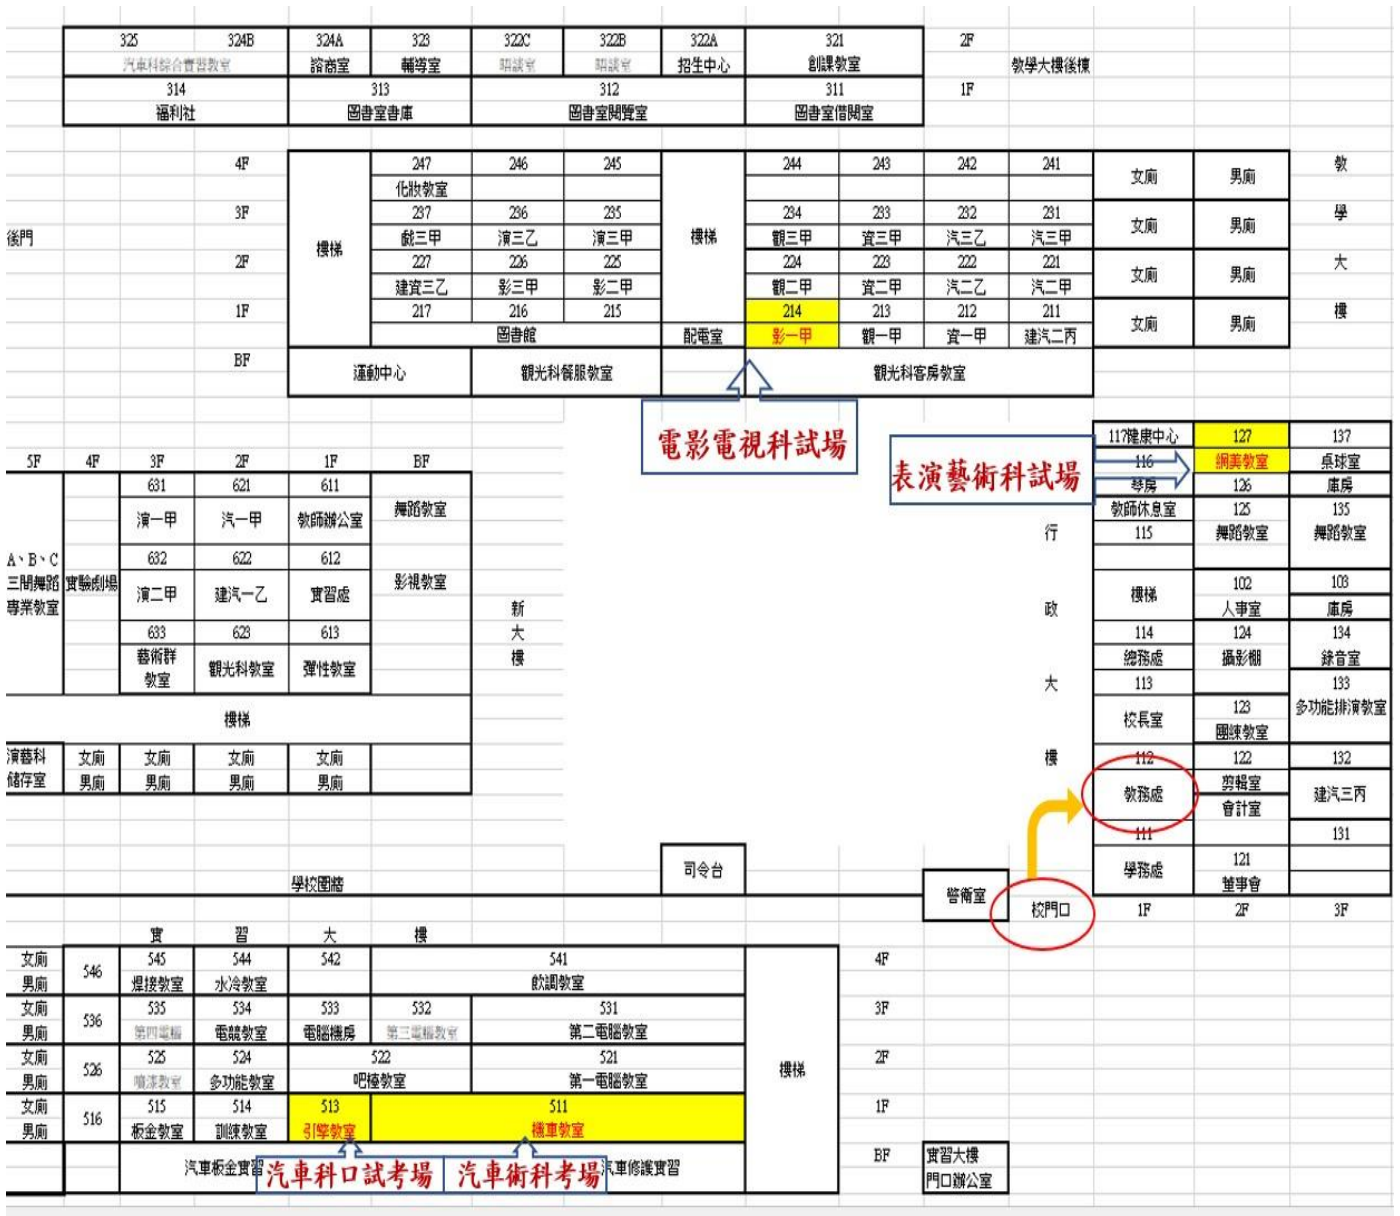 325 324B 324A 323 322C 322B 322A 321 2F
汽車科綜合實習教室 諮商室 輔導室 晤談室 晤談室 招生中心 創課教室 教學大樓後棟
314 313 312 311 1F
福利社 圖書室書庫 圖書室閱覽室 圖書室借閱室
4F 247 246 245 244 243 242 241 女廁 男廁 教
化妝教室
3F 237 236 235 234 233 232 231 女廁 男廁 學
後門 戲三甲 演三乙 演三甲 觀三甲 資三甲 汽三乙 汽三甲
樓梯 樓梯
2F 227 226 225 224 223 222 221 女廁 男廁 大
建資三乙 影三甲 影二甲 觀二甲 資二甲 汽二乙 汽二甲
1F 217 216 215 214 213 212 211 女廁 男廁 樓
圖書館 配電室 影一甲 觀一甲 資一甲 建汽二丙
BF 運動中心 觀光科餐服教室 觀光科客房教室
電影電視科試場
表演藝術科試場
117健康中心 127 137
116 網美教室 桌球室
琴房 126 庫房
教師休息室 125 135
115 舞蹈教室 舞蹈教室
樓梯 102 103
人事室 庫房
114 124 134
總務處 攝影棚 錄音室
113 133
校長室 123 多功能排演教室
團練教室
112 122 132
教務處 剪輯室 建汽三丙
會計室
111 131
學務處 121
董事會
1F 2F 3F
行
政
大
樓
5F 4F 3F 2F 1F BF
631 621 611 舞蹈教室
演一甲 汽一甲 教師辦公室
A、B、C 632 622 612
三間舞蹈 實驗劇場 演二甲 建汽一乙 實習處 影視教室
專業教室
633 623 613
藝術群 觀光科教室 彈性教室
教室
新
大
樓
樓梯
演藝科 女廁 女廁 女廁 女廁
儲存室 男廁 男廁 男廁 男廁
司令台
學校圍牆
警衛室 校門口
實 習 大 樓
女廁 546 545 544 542 541 4F
男廁 焊接教室 水冷教室 飲調教室
女廁 536 535 534 533 532 531 3F
男廁 第四電腦 電競教室 電腦機房 第三電腦教室 第二電腦教室
女廁 526 525 524 522 521 樓梯 2F
男廁 噴漆教室 多功能教室 吧檯教室 第一電腦教室
女廁 516 515 514 513 511 1F
男廁 板金教室 訓練教室 引擎教室 機車教室
汽車板金實習 汽車修護實習 BF 實習大樓
門口辦公室
汽車科口試考場 汽車術科考場